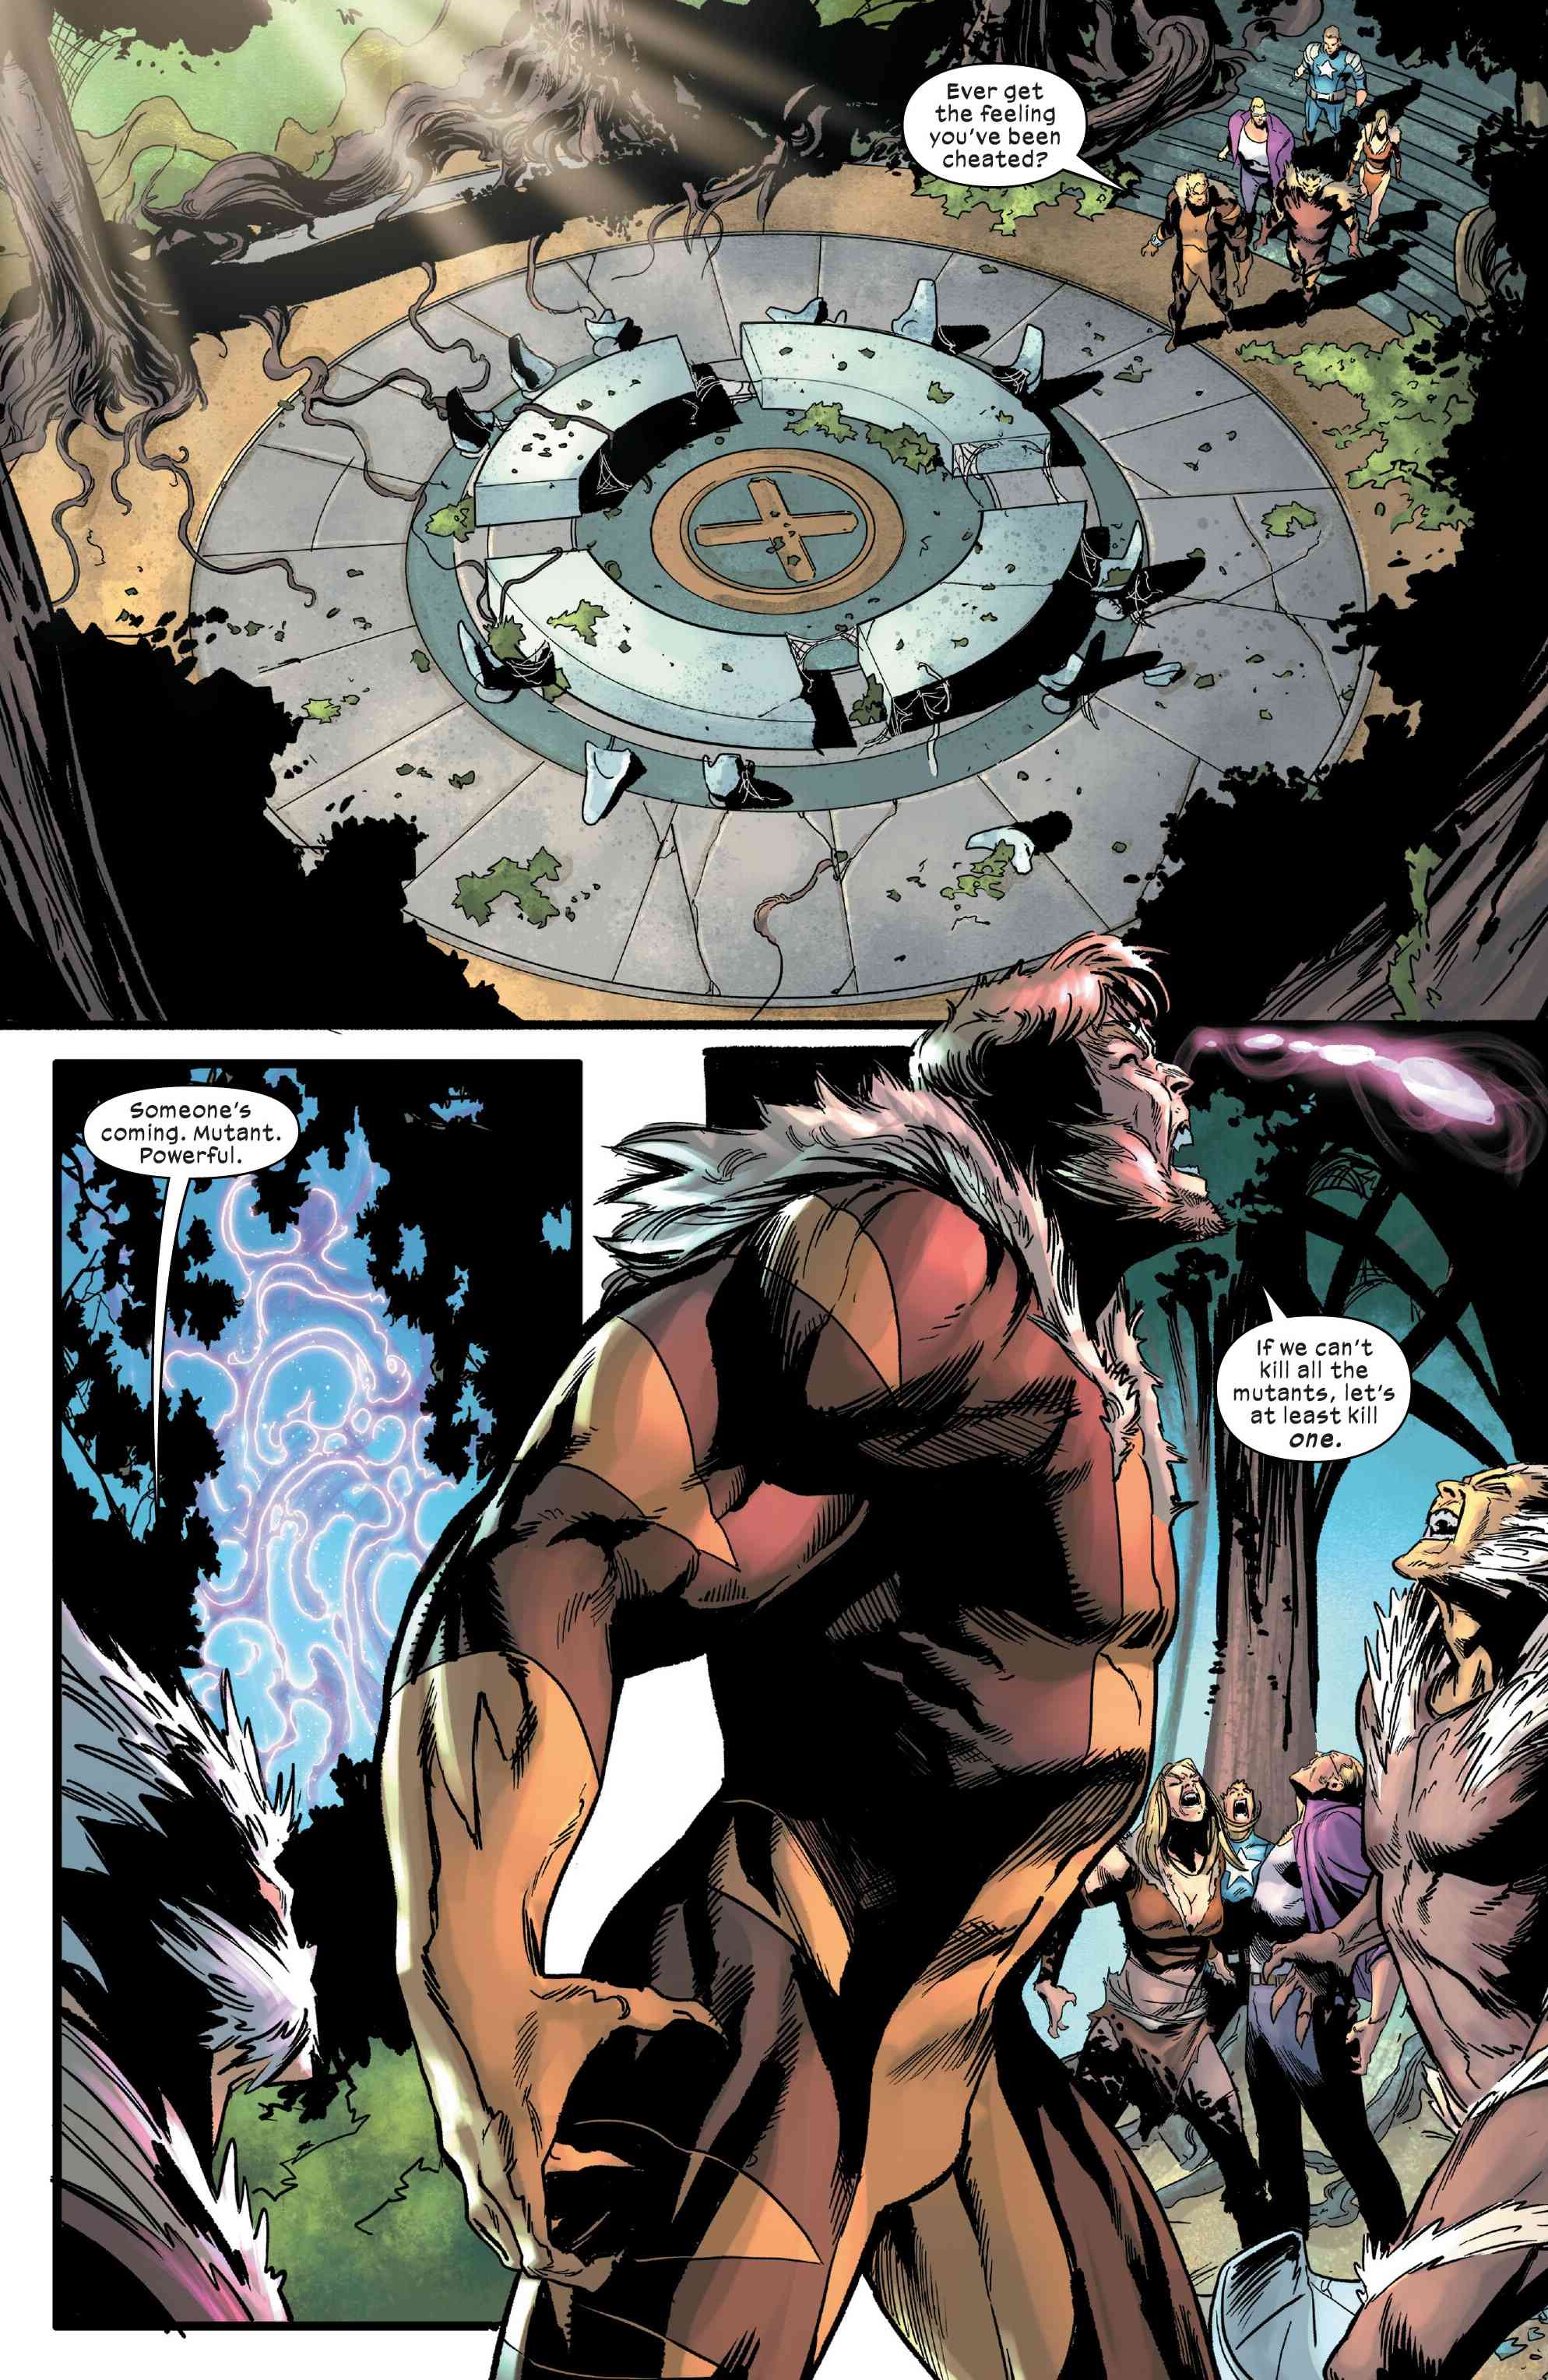 Ever get
the feeling
you've been
cheated?
Someone's
coming. Mutant.
Powerful.
If we can't
kill all the
mutants, let's
at least kill
one.